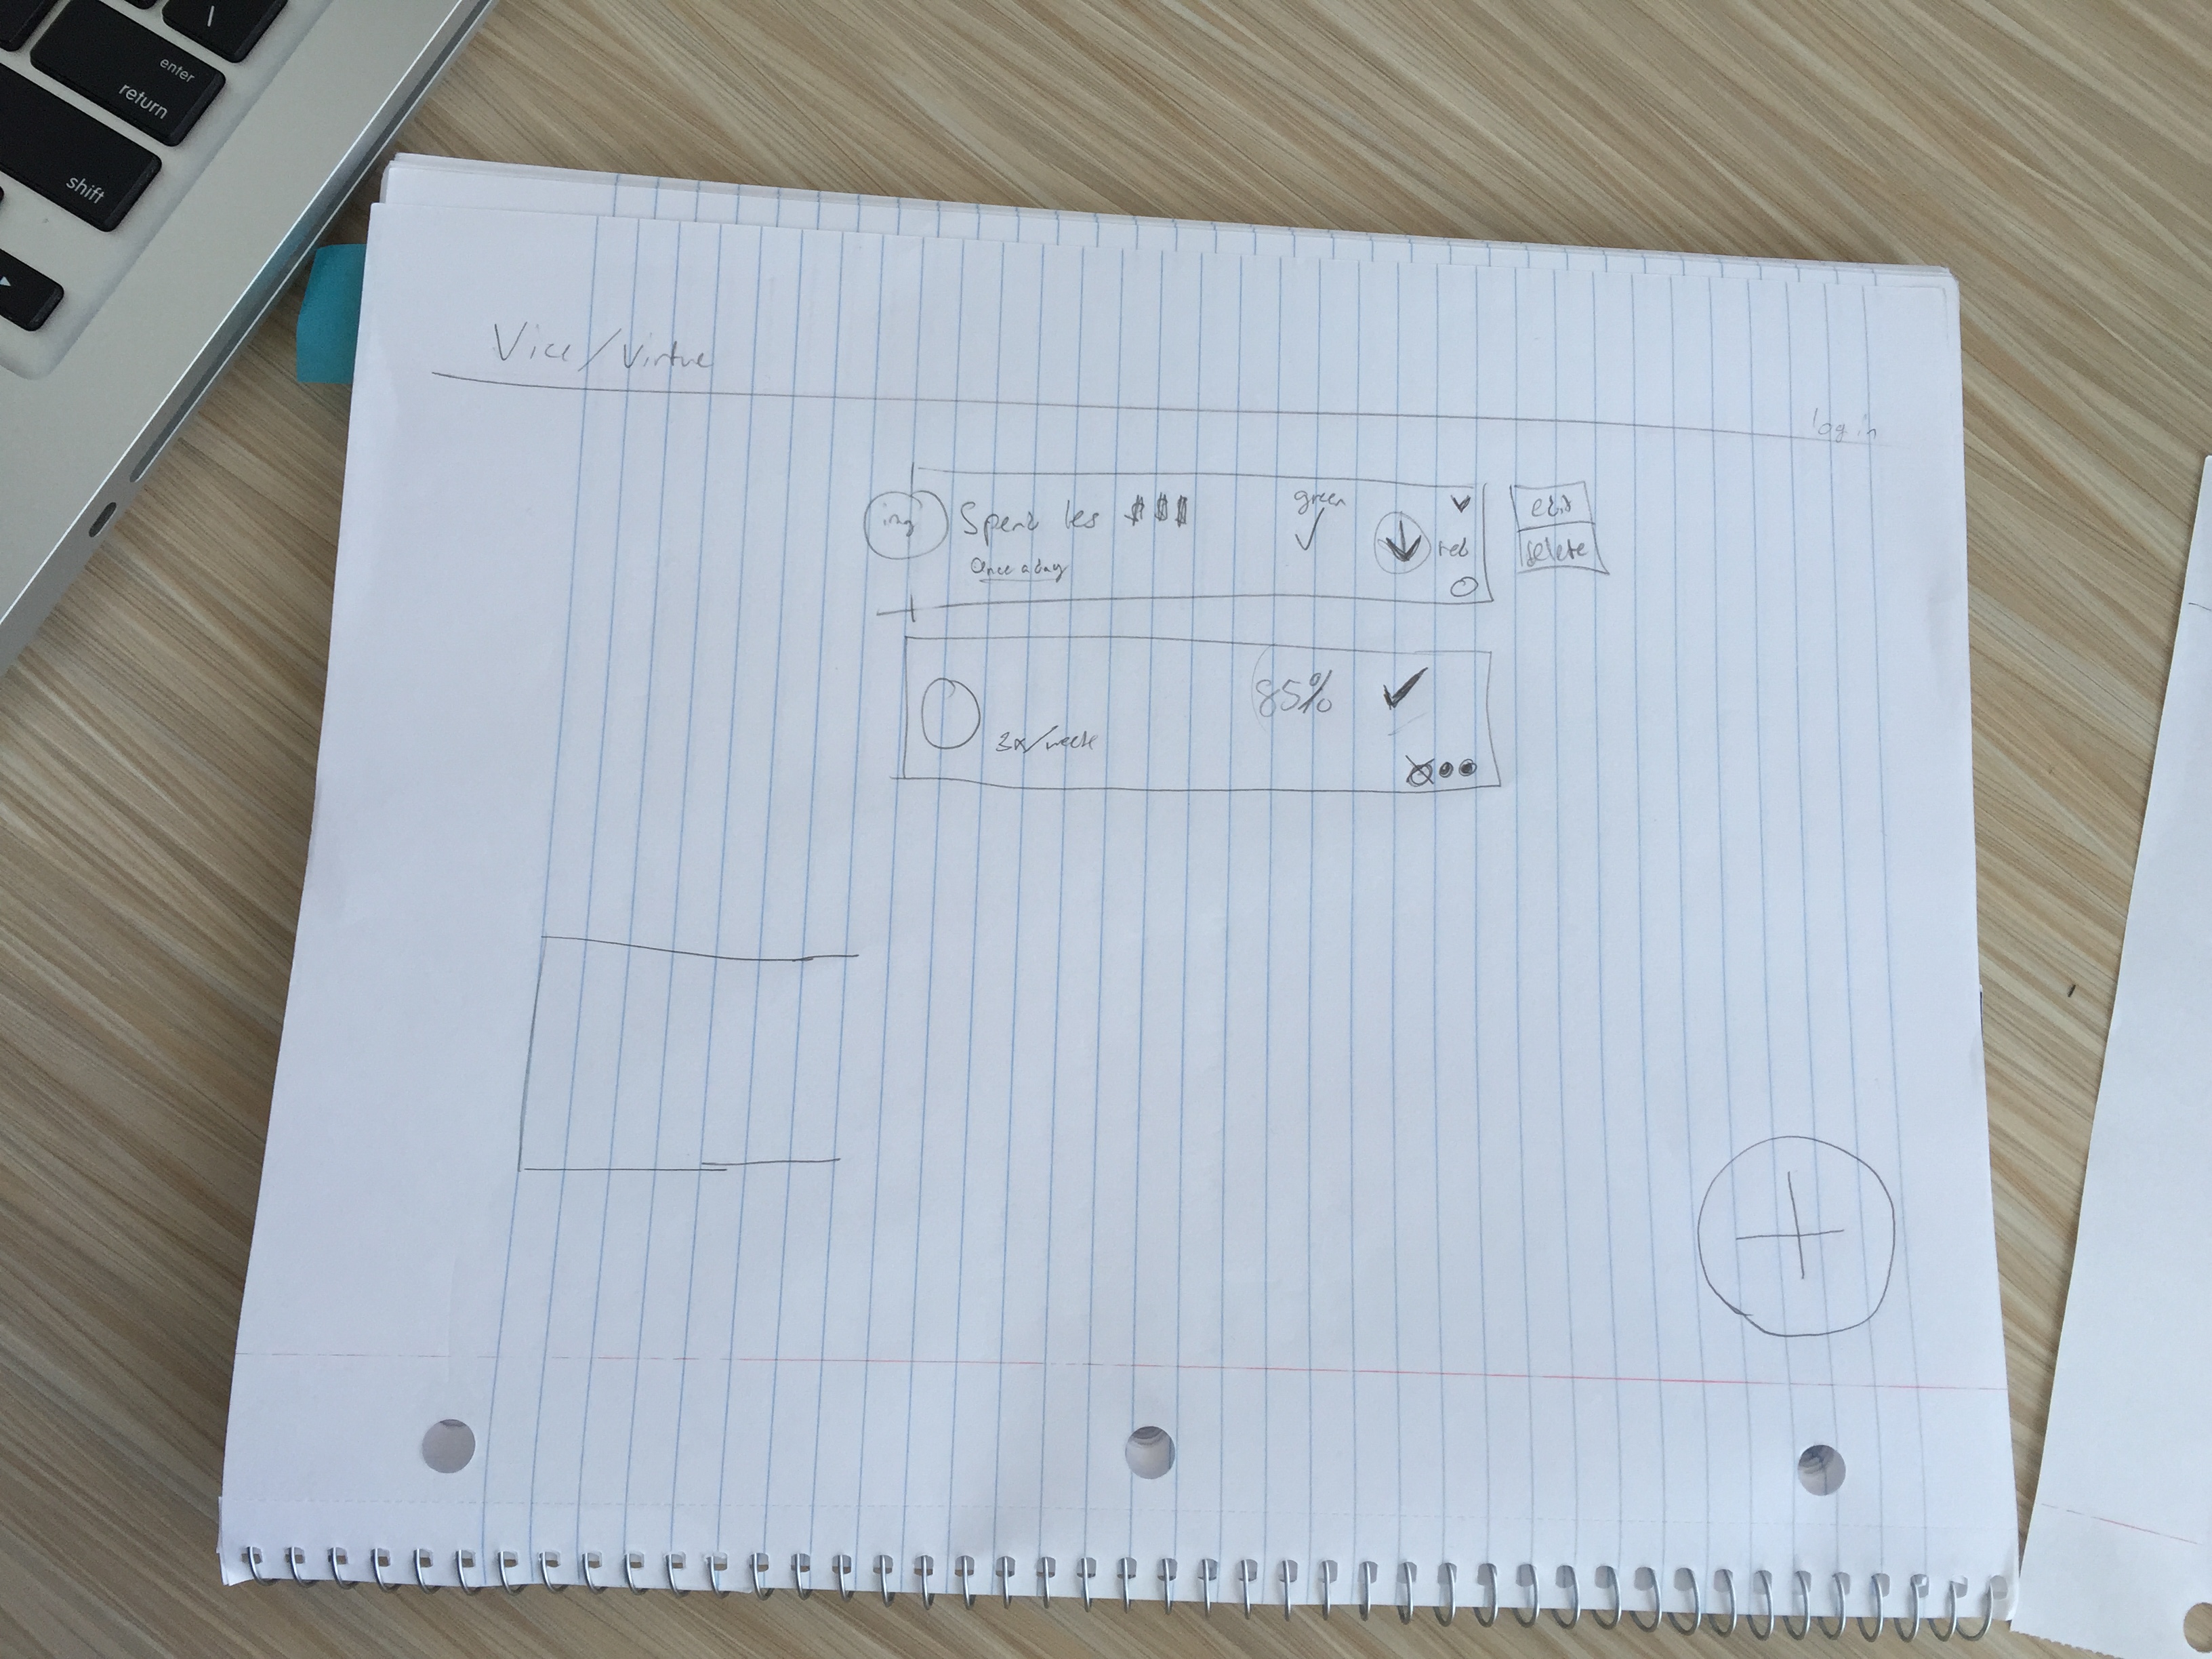 \
enter
return
shift
Vice/Virtue
log in
img
Spend les $$$
green
red
Once a day
edit
delete
85%
3x/week